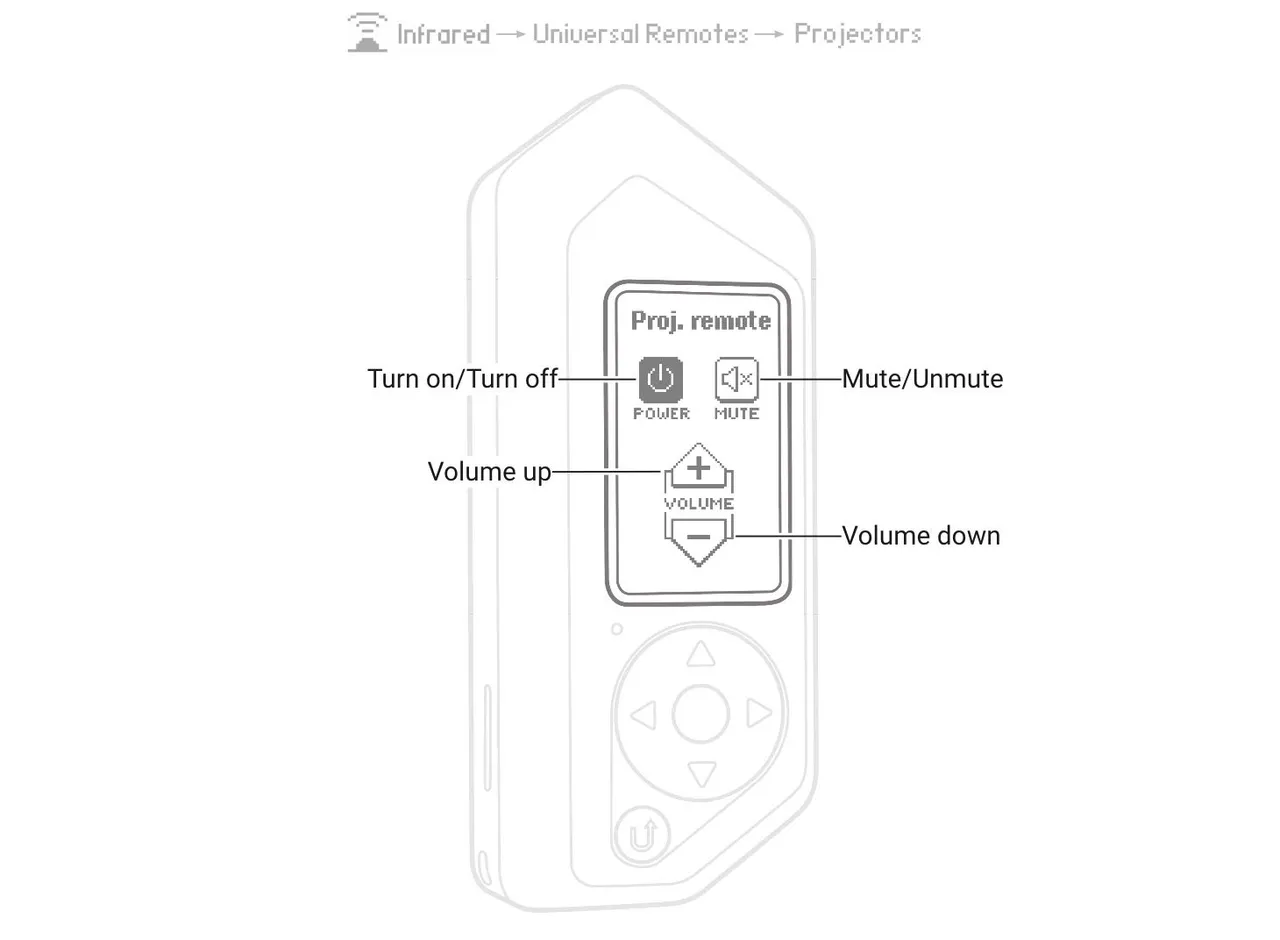 Infrared → Universal Remotes → Projectors
Proj. remote
Turn on/Turn off
Mute/Unmute
POWER
MUTE
Volume up
VOLUME
Volume down